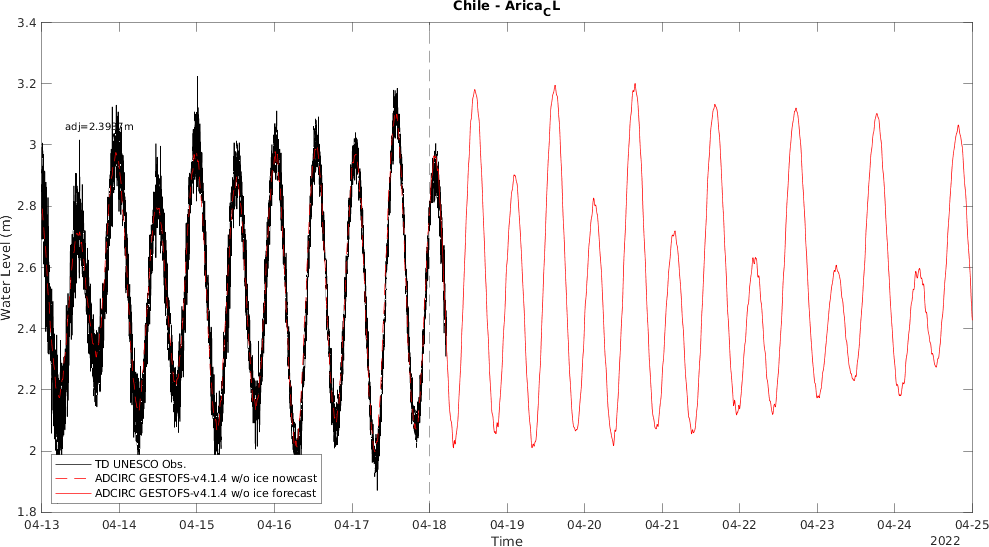 Chile - Arica_CL
3.4
3.2
3
2.8
2.6
2.4
2.2
2
1.8
Water Level (m)
TD UNESCO Obs.
ADCIRC GESTOFS-v4.1.4 w/o ice nowcast
ADCIRC GESTOFS-v4.1.4 w/o ice forecast
04-13 04-14 04-15 04-16 04-17 04-18 04-19 04-20 04-21 04-22 04-23 04-24 04-25
Time
2022